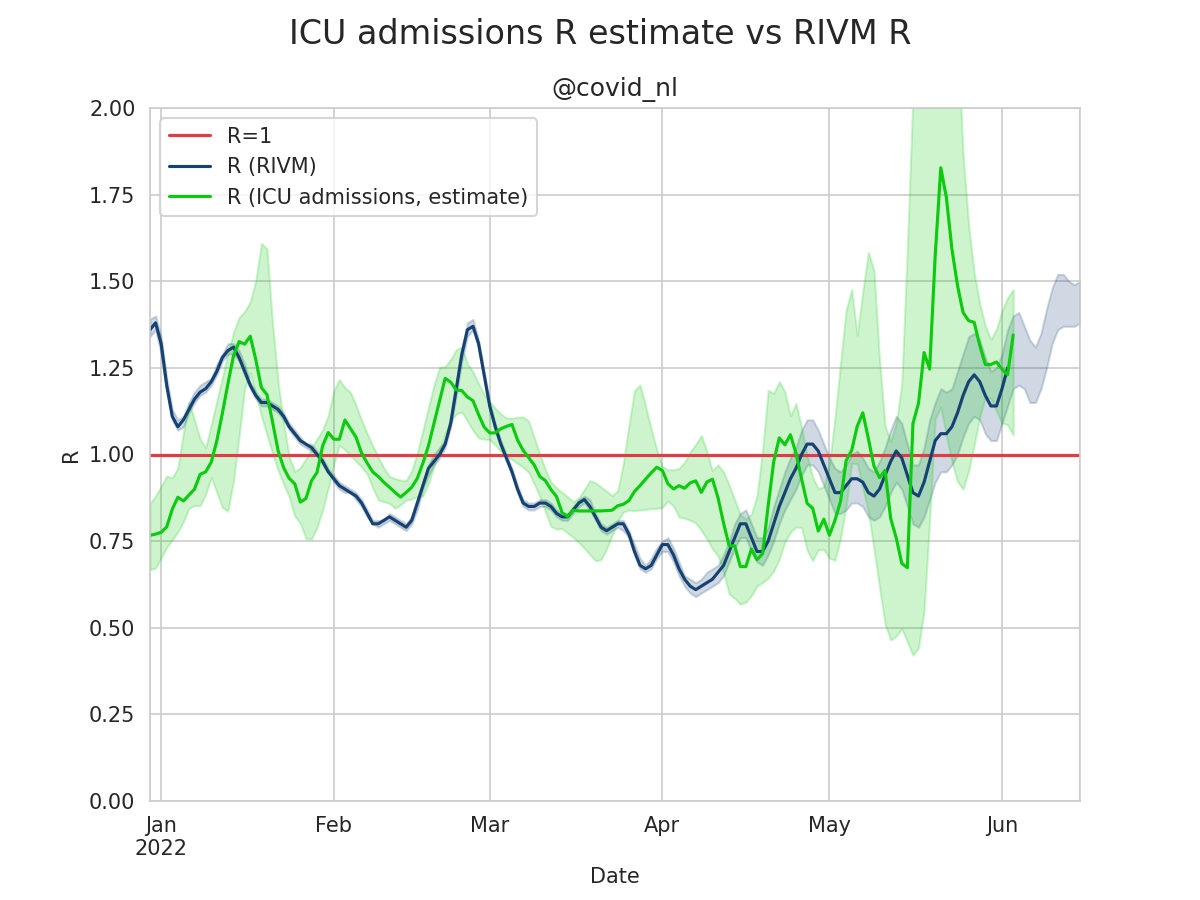 ICU admissions R estimate vs RIVM R
@covid_nl
R=1
R (RIVM)
R (ICU admissions, estimate)
2.00
1.75
1.50
1.25
1.00
0.75
0.50
0.25
0.00
R
Jan Feb Mar Apr May Jun
2022
Date